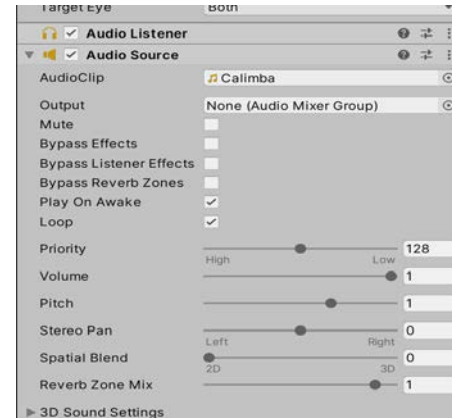 Target Eye Both
Audio Listener
Audio Source
AudioClip Calimba
Output None (Audio Mixer Group)
Mute
Bypass Effects
Bypass Listener Effects
Bypass Reverb Zones
Play On Awake
Loop
Priority 128
High Low
Volume 1
Pitch 1
Stereo Pan 0
Left Right
Spatial Blend 0
2D 3D
Reverb Zone Mix 1
3D Sound Settings